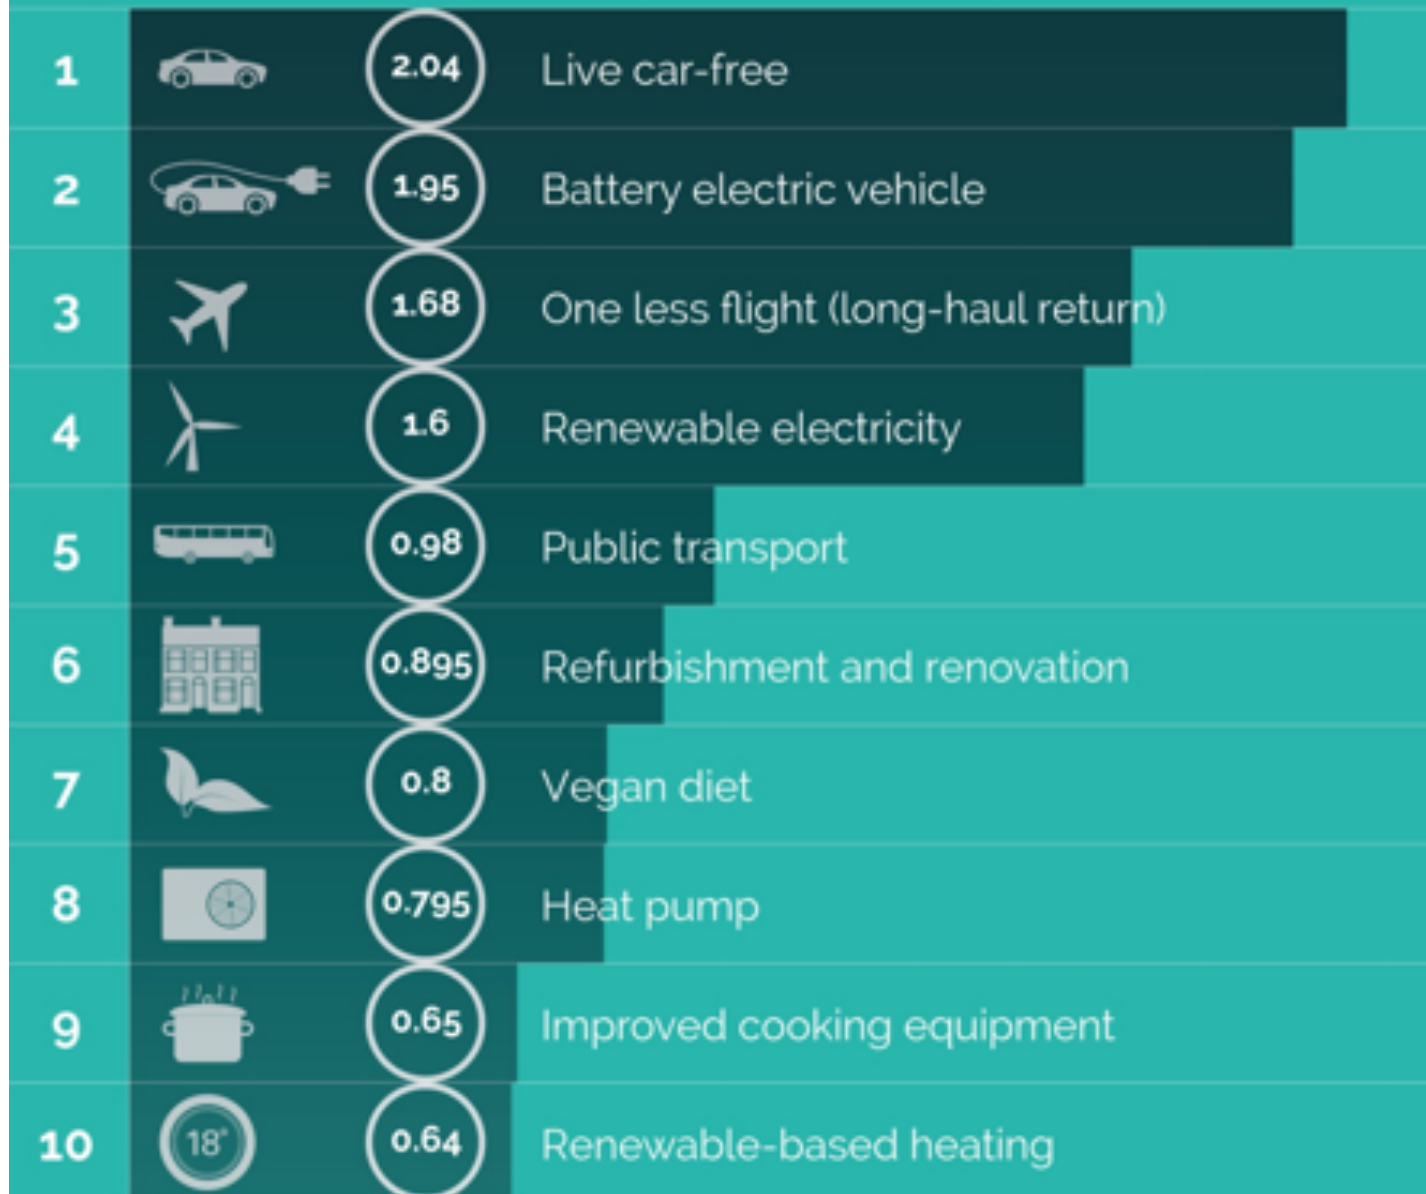 1 2.04 Live car-free
2 1.95 Battery electric vehicle
3 1.68 One less flight (long-haul return)
4 1.6 Renewable electricity
5 0.98 Public transport
6 0.895 Refurbishment and renovation
7 0.8 Vegan diet
8 0.795 Heat pump
9 0.65 Improved cooking equipment
10 18° 0.64 Renewable-based heating